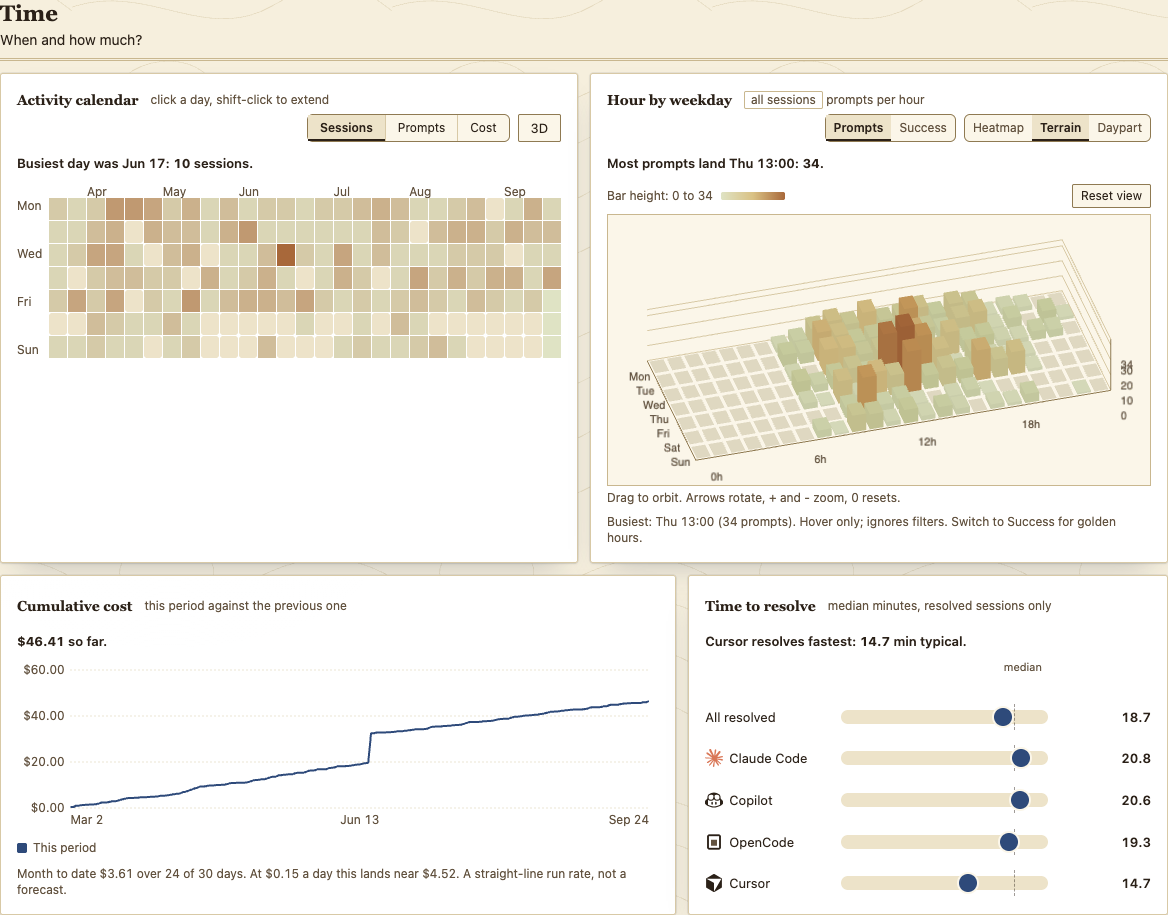 Time
When and how much?
Activity calendar click a day, shift-click to extend
Sessions Prompts Cost 3D
Busiest day was Jun 17: 10 sessions.
Apr May Jun Jul Aug Sep
Mon
Wed
Fri
Sun
Hour by weekday all sessions prompts per hour
Prompts Success Heatmap Terrain Daypart
Most prompts land Thu 13:00: 34.
Bar height: 0 to 34 Reset view
Mon
Tue
Wed
Thu
Fri
Sat
Sun
0h
6h
12h
18h
34
30
20
10
0
Drag to orbit. Arrows rotate, + and - zoom, 0 resets.
Busiest: Thu 13:00 (34 prompts). Hover only; ignores filters. Switch to Success for golden
hours.
Cumulative cost this period against the previous one
$46.41 so far.
$60.00
$40.00
$20.00
$0.00
Mar 2 Jun 13 Sep 24
This period
Month to date $3.61 over 24 of 30 days. At $0.15 a day this lands near $4.52. A straight-line run rate, not a
forecast.
Time to resolve median minutes, resolved sessions only
Cursor resolves fastest: 14.7 min typical.
median
All resolved 18.7
Claude Code 20.8
Copilot 20.6
OpenCode 19.3
Cursor 14.7